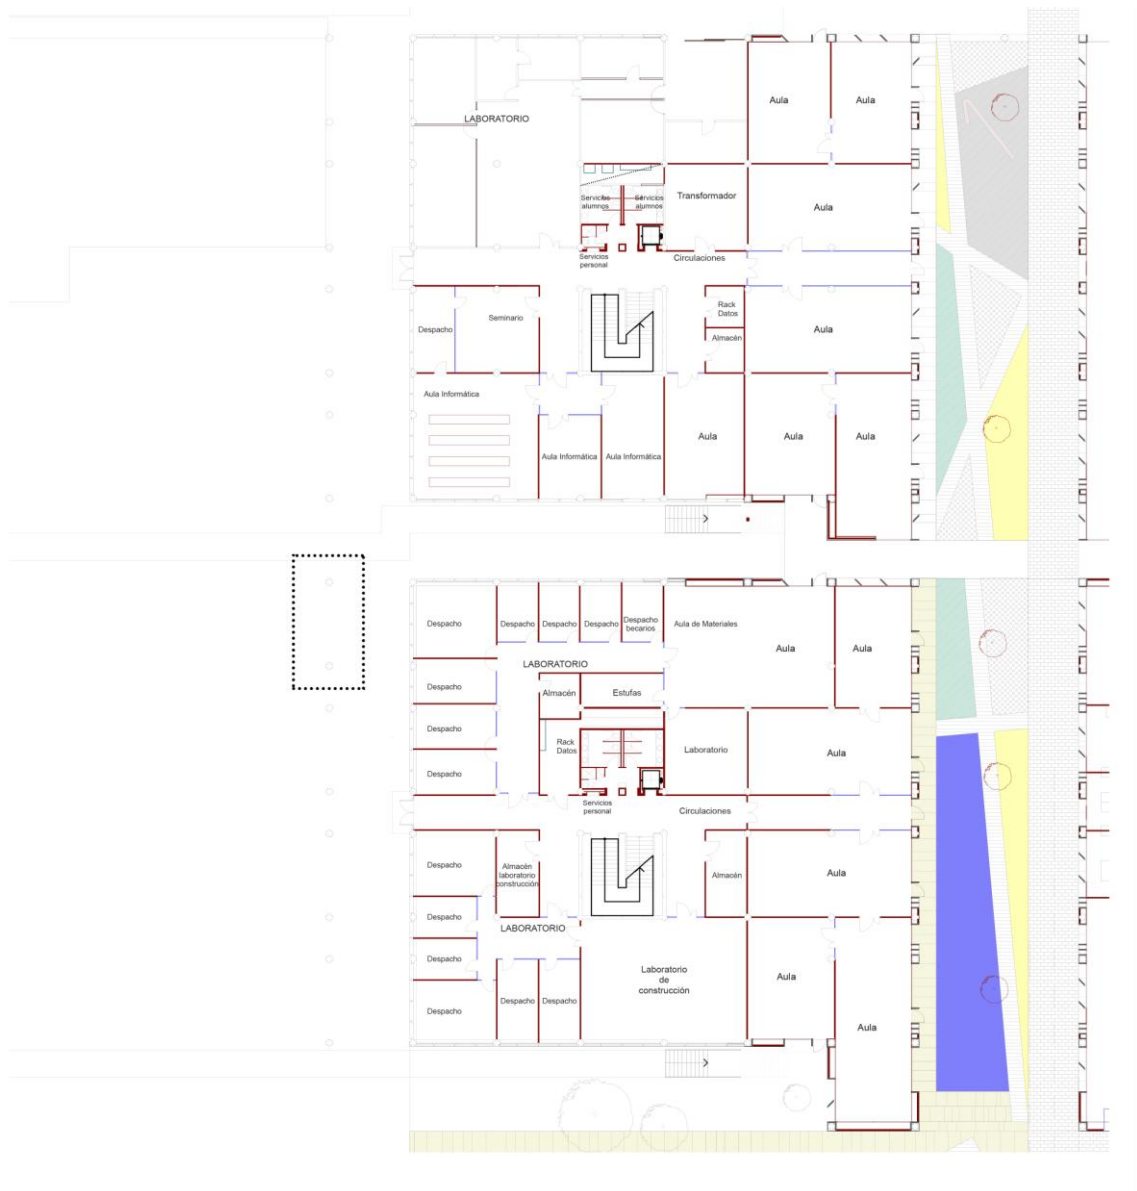 Aula
Aula
LABORATORIO
Servicios
alumnos
Servicios
alumnos
Transformador
Aula
Servicios
personal
Circulaciones
Despacho
Seminario
Rack
Datos
Almacén
Aula
Aula Informática
Aula Informática
Aula Informática
Aula
Aula
Aula
Despacho
Despacho
Despacho
Despacho
Despacho
becarios
Aula de Materiales
Aula
Aula
LABORATORIO
Despacho
Almacén
Estufas
Despacho
Rack
Datos
Laboratorio
Aula
Despacho
Servicios
personal
Circulaciones
Despacho
Almacén
laboratorio
construcción
Almacén
Aula
Despacho
LABORATORIO
Despacho
Laboratorio
de
construcción
Aula
Despacho
Despacho
Despacho
Aula